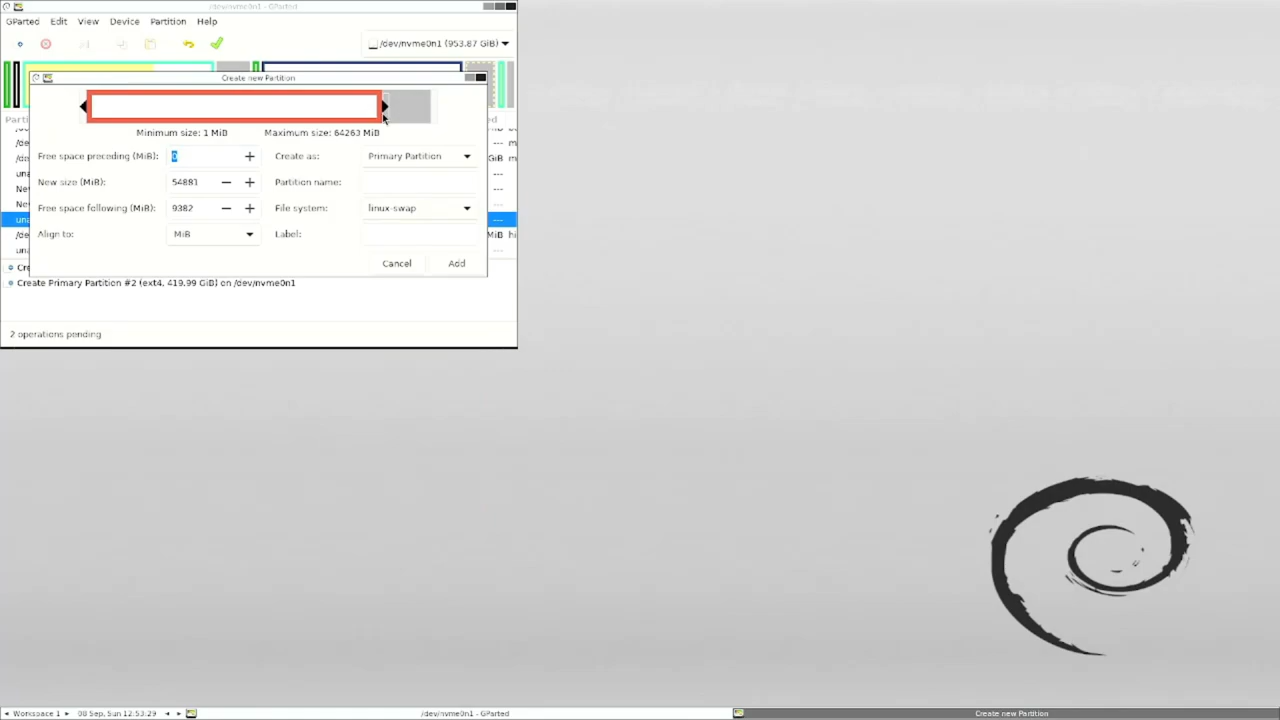 /dev/nvme0n1 - GParted
GParted Edit View Device Partition Help
/dev/nvme0n1 (953.87 GiB)
Create new Partition
Minimum size: 1 MiB Maximum size: 64263 MiB
Free space preceding (MiB): 0 Create as: Primary Partition
New size (MiB): 54881 Partition name:
Free space following (MiB): 9382 File system: linux-swap
Align to: MiB Label:
Cancel Add
Create Primary Partition #2 (ext4, 419.99 GiB) on /dev/nvme0n1
2 operations pending
Workspace 1 08 Sep, Sun 12:53:29 /dev/nvme0n1 - GParted Create new Partition